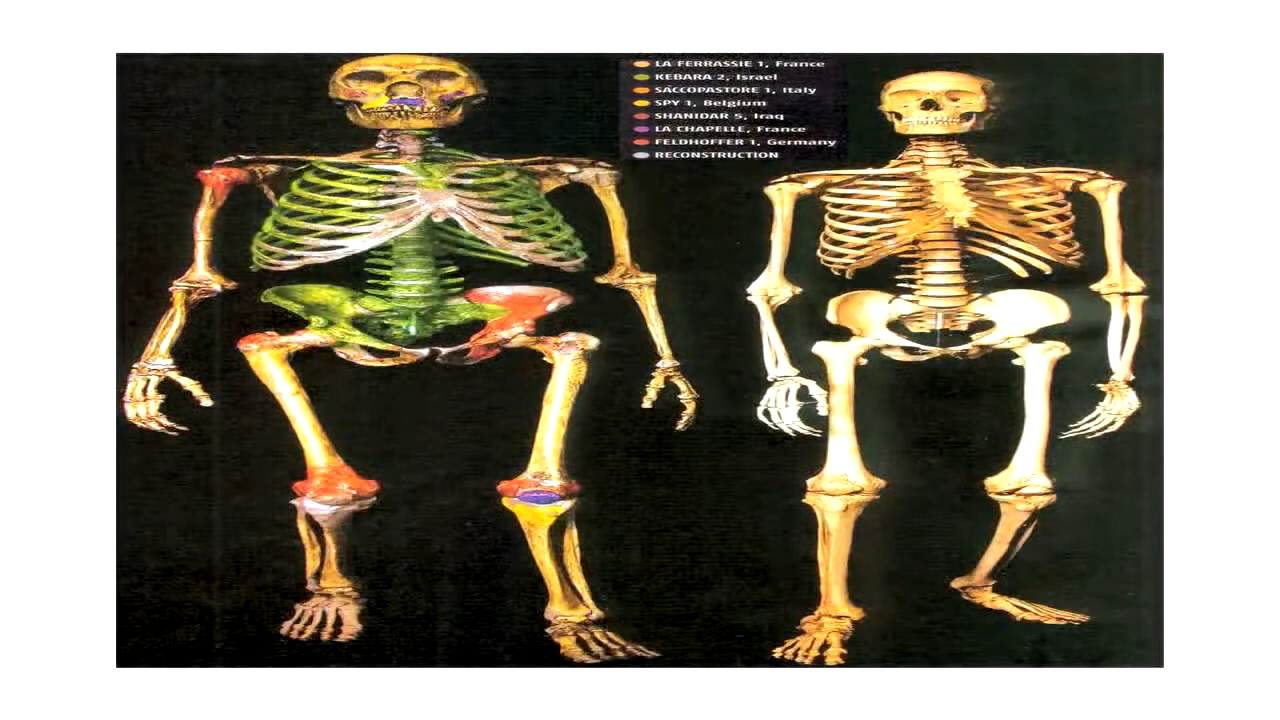 LA FERRASSIE 1, France
KEBARA 2, Israel
SACCOPASTORE 1, Italy
SPY 1, Belgium
SHANIDAR 5, Iraq
LA CHAPELLE, France
FELDHOFFER 1, Germany
RECONSTRUCTION